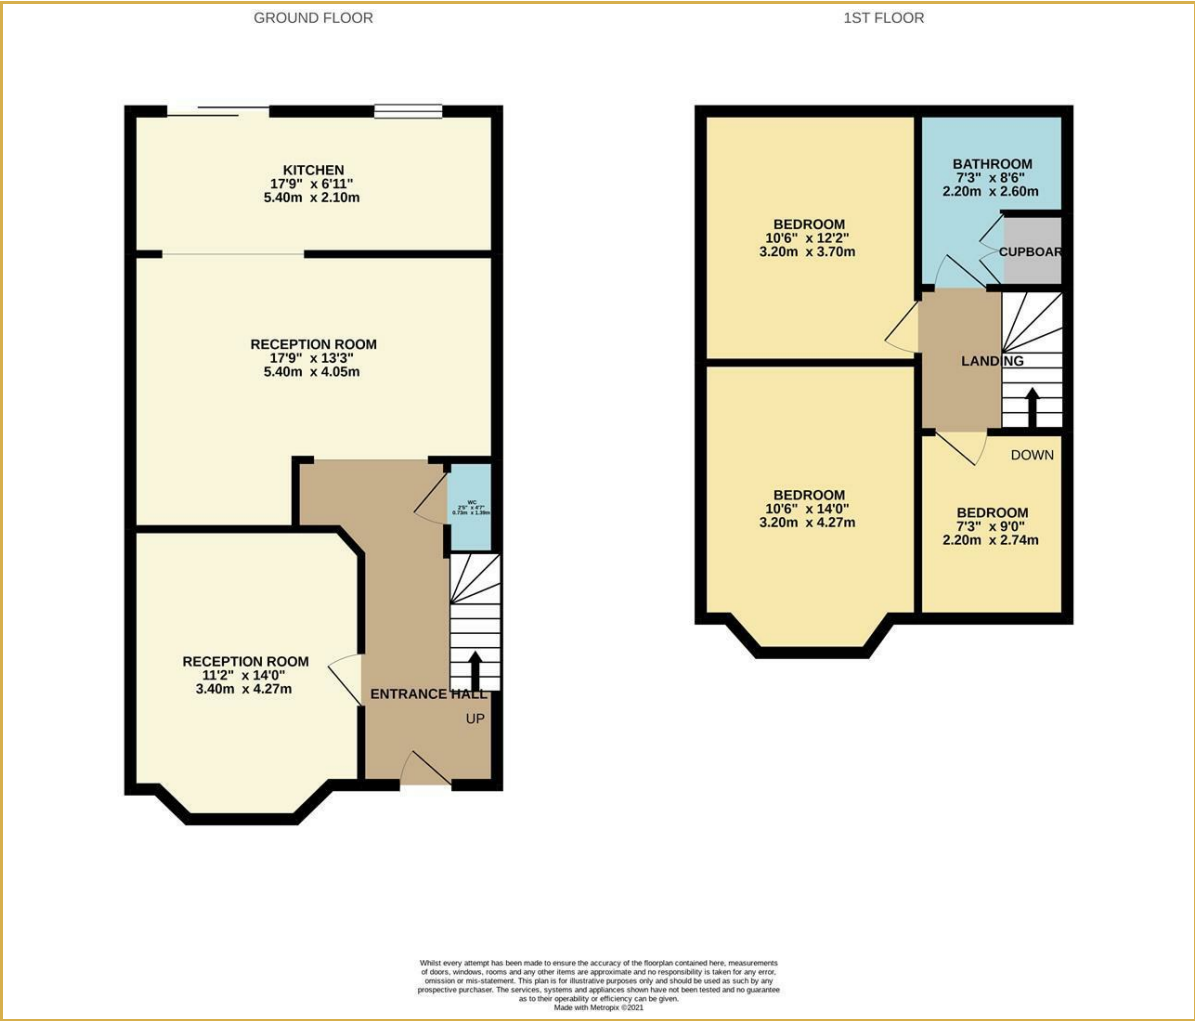 GROUND FLOOR
1ST FLOOR
KITCHEN
17'9" x 6'11"
5.40m x 2.10m
RECEPTION ROOM
17'9" x 13'3"
5.40m x 4.05m
WC
2'5" x 4'7"
0.73m x 1.39m
RECEPTION ROOM
11'2" x 14'0"
3.40m x 4.27m
ENTRANCE HALL
UP
BEDROOM
10'6" x 12'2"
3.20m x 3.70m
BATHROOM
7'3" x 8'6"
2.20m x 2.60m
CUPBOAR
LANDING
DOWN
BEDROOM
10'6" x 14'0"
3.20m x 4.27m
BEDROOM
7'3" x 9'0"
2.20m x 2.74m
Whilst every attempt has been made to ensure the accuracy of the floorplan contained here, measurements
of doors, windows, rooms and any other items are approximate and no responsibility is taken for any error,
omission or mis-statement. This plan is for illustrative purposes only and should be used as such by any
prospective purchaser. The services, systems and appliances shown have not been tested and no guarantee
as to their operability or efficiency can be given.
Made with Metropix ©2021